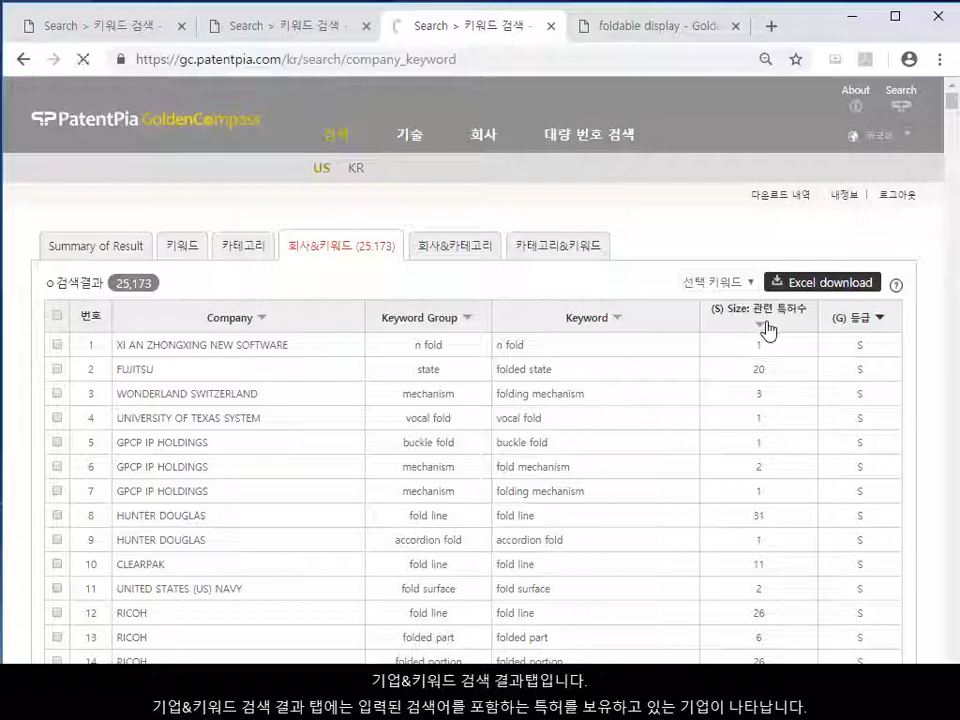 Search > 키워드 검색 -
Search > 키워드 검색 -
Search > 키워드 검색 -
foldable display - Golde
https://gc.patentpia.com/kr/search/company_keyword
PatentPia GoldenCompass
검색 기술 회사 대량 번호 검색
About Search
한국어
US KR
다운로드 내역 내정보 | 로그아웃
Summary of Result 키워드 카테고리 회사&키워드 (25,173) 회사&카테고리 카테고리&키워드
검색결과 25,173 선택 키워드 ▼ Excel download ?
번호 Company Keyword Group Keyword (S) Size: 관련 특허수 (G) 등급
1 XI AN ZHONGXING NEW SOFTWARE n fold n fold 1 S
2 FUJITSU state folded state 20 S
3 WONDERLAND SWITZERLAND mechanism folding mechanism 3 S
4 UNIVERSITY OF TEXAS SYSTEM vocal fold vocal fold 1 S
5 GPCP IP HOLDINGS buckle fold buckle fold 1 S
6 GPCP IP HOLDINGS mechanism fold mechanism 2 S
7 GPCP IP HOLDINGS mechanism folding mechanism 1 S
8 HUNTER DOUGLAS fold line fold line 31 S
9 HUNTER DOUGLAS accordion fold accordion fold 1 S
10 CLEARPAK fold line fold line 11 S
11 UNITED STATES (US) NAVY fold surface fold surface 2 S
12 RICOH fold line fold line 26 S
13 RICOH folded part folded part 6 S
14 RICOH folded portion folded portion 26 S
기업&키워드 검색 결과탭입니다.
기업&키워드 검색 결과 탭에는 입력된 검색어를 포함하는 특허를 보유하고 있는 기업이 나타납니다.